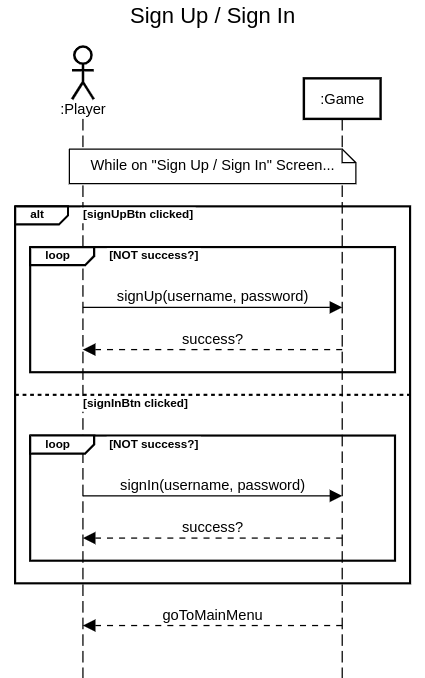 Sign Up / Sign In
:Player
:Game
While on "Sign Up / Sign In" Screen...
alt [signUpBtn clicked]
loop [NOT success?]
signUp(username, password)
success?
[signInBtn clicked]
loop [NOT success?]
signIn(username, password)
success?
goToMainMenu